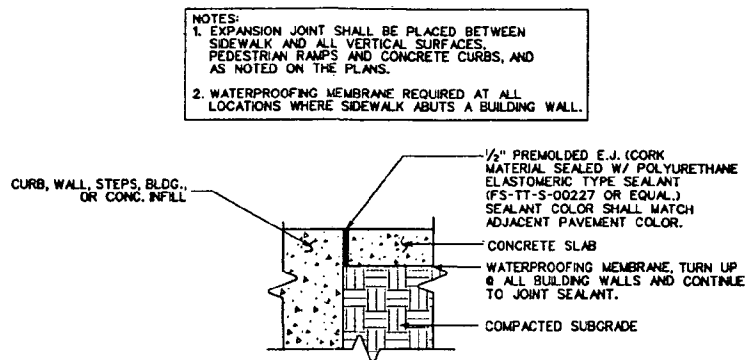 NOTES:
1. EXPANSION JOINT SHALL BE PLACED BETWEEN
SIDEWALK AND ALL VERTICAL SURFACES,
PEDESTRIAN RAMPS AND CONCRETE CURBS, AND
AS NOTED ON THE PLANS.
2. WATERPROOFING MEMBRANE REQUIRED AT ALL
LOCATIONS WHERE SIDEWALK ABUTS A BUILDING WALL.
CURB, WALL, STEPS, BLDG.,
OR CONC. INFILL
1/2" PREMOLDED E.J. (CORK
MATERIAL SEALED W/ POLYURETHANE
ELASTOMERIC TYPE SEALANT
(FS-TT-S-00227 OR EQUAL.)
SEALANT COLOR SHALL MATCH
ADJACENT PAVEMENT COLOR.
CONCRETE SLAB
WATERPROOFING MEMBRANE, TURN UP
@ ALL BUILDING WALLS AND CONTINUE
TO JOINT SEALANT.
COMPACTED SUBGRADE